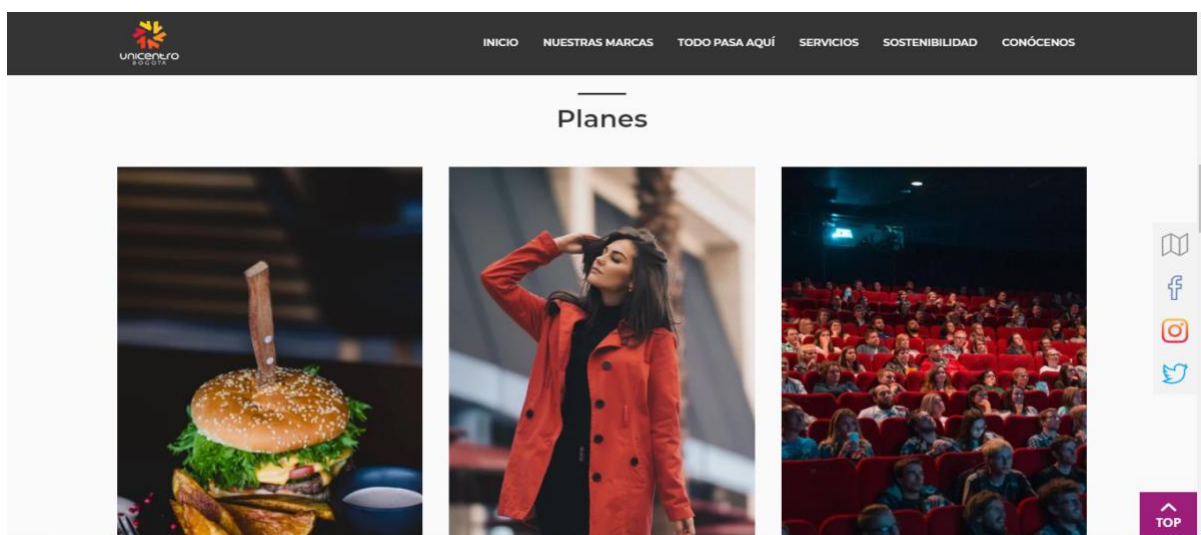 unicentro
BOGOTÁ
INICIO NUESTRAS MARCAS TODO PASA AQUÍ SERVICIOS SOSTENIBILIDAD CONÓCENOS
Planes
TOP